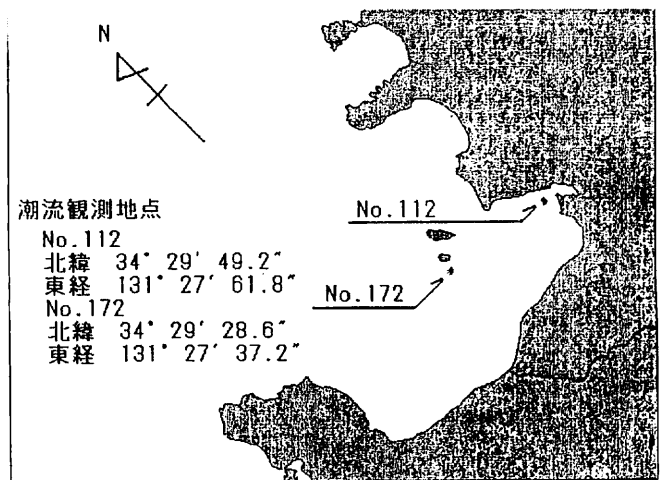 N
潮流観測地点
No.112
北緯 34° 29′ 49.2″
東経 131° 27′ 61.8″
No.172
北緯 34° 29′ 28.6″
東経 131° 27′ 37.2″
No.112
No.172